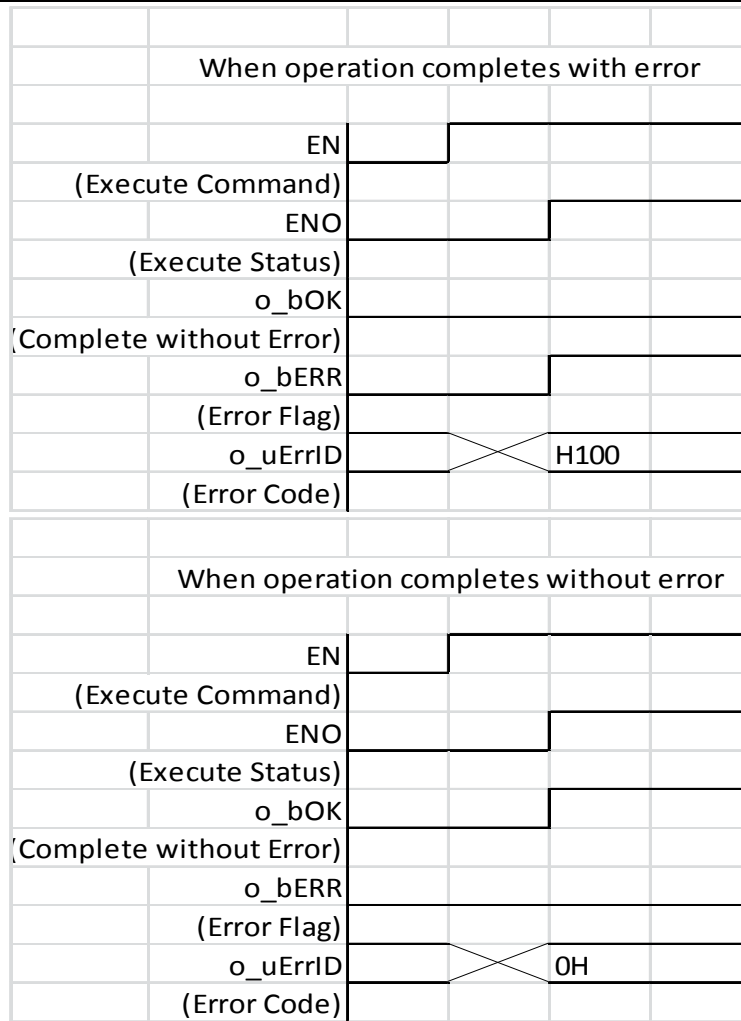 When operation completes with error
EN
(Execute Command)
ENO
(Execute Status)
o_bOK
(Complete without Error)
o_bERR
(Error Flag)
o_uErrID
H100
(Error Code)
When operation completes without error
EN
(Execute Command)
ENO
(Execute Status)
o_bOK
(Complete without Error)
o_bERR
(Error Flag)
o_uErrID
0H
(Error Code)